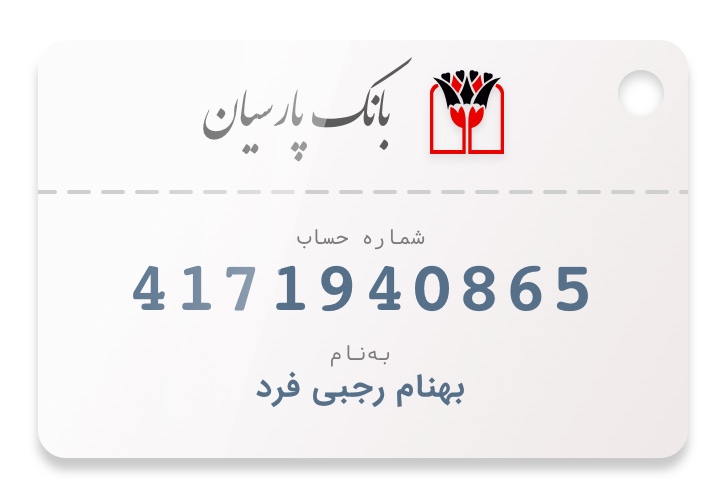 بانک پارسیان
شماره حساب
4171940865
به‌نام
بهنام رجبی فرد